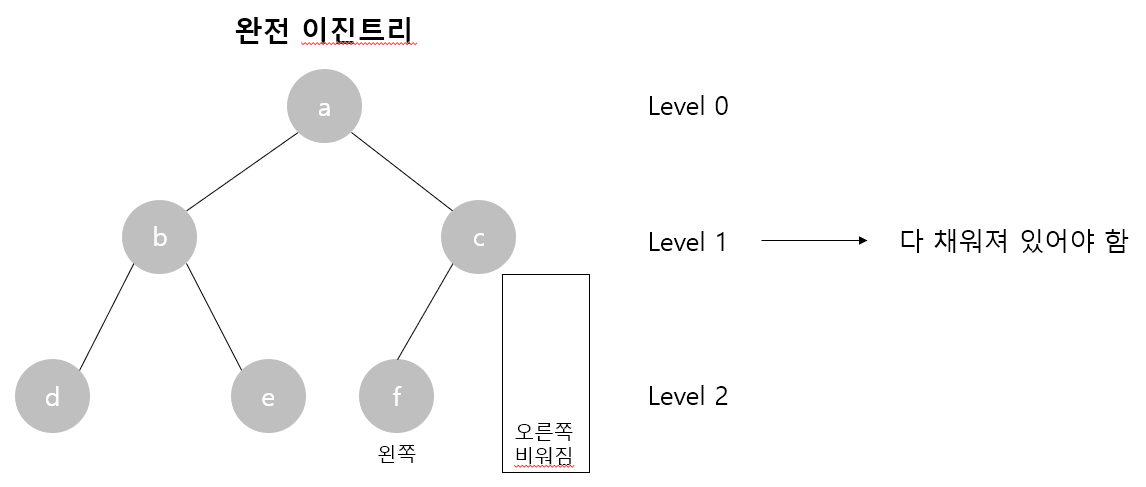 완전 이진트리
a
Level 0
b
c
Level 1
다 채워져 있어야 함
d
e
f
Level 2
왼쪽
오른쪽
비워짐